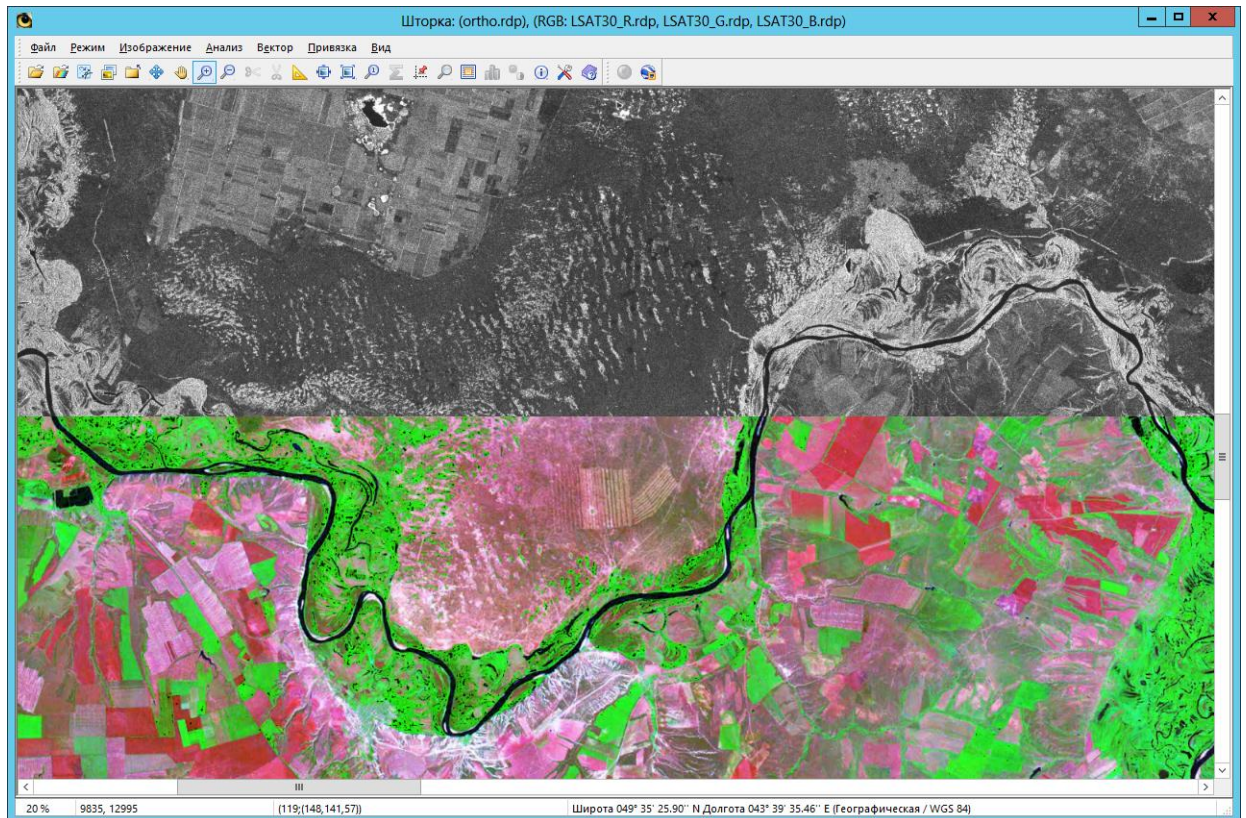 Шторка: (ortho.rdp), (RGB: LSAT30_R.rdp, LSAT30_G.rdp, LSAT30_B.rdp)
Файл Режим Изображение Анализ Вектор Привязка Вид
20 % 9835, 12995 (119;(148,141,57)) Широта 049° 35' 25.90'' N Долгота 043° 39' 35.46'' E (Географическая / WGS 84)